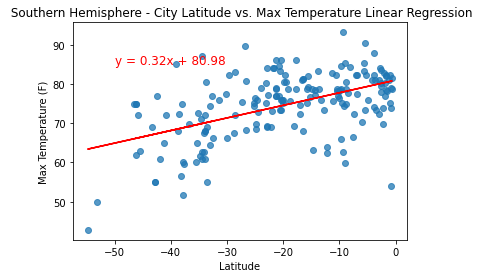 Southern Hemisphere - City Latitude vs. Max Temperature Linear Regression
90
y = 0.32x + 80.98
80
70
60
50
Max Temperature (F)
−50
−40
−30
−20
−10
0
Latitude